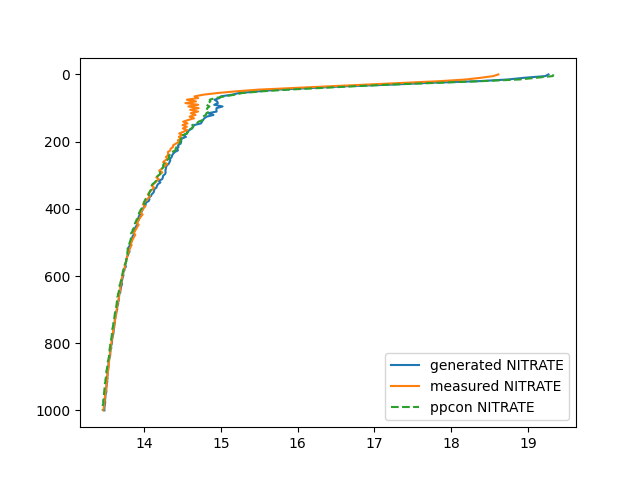 0
200
400
600
800
1000
14 15 16 17 18 19
generated NITRATE
measured NITRATE
ppcon NITRATE